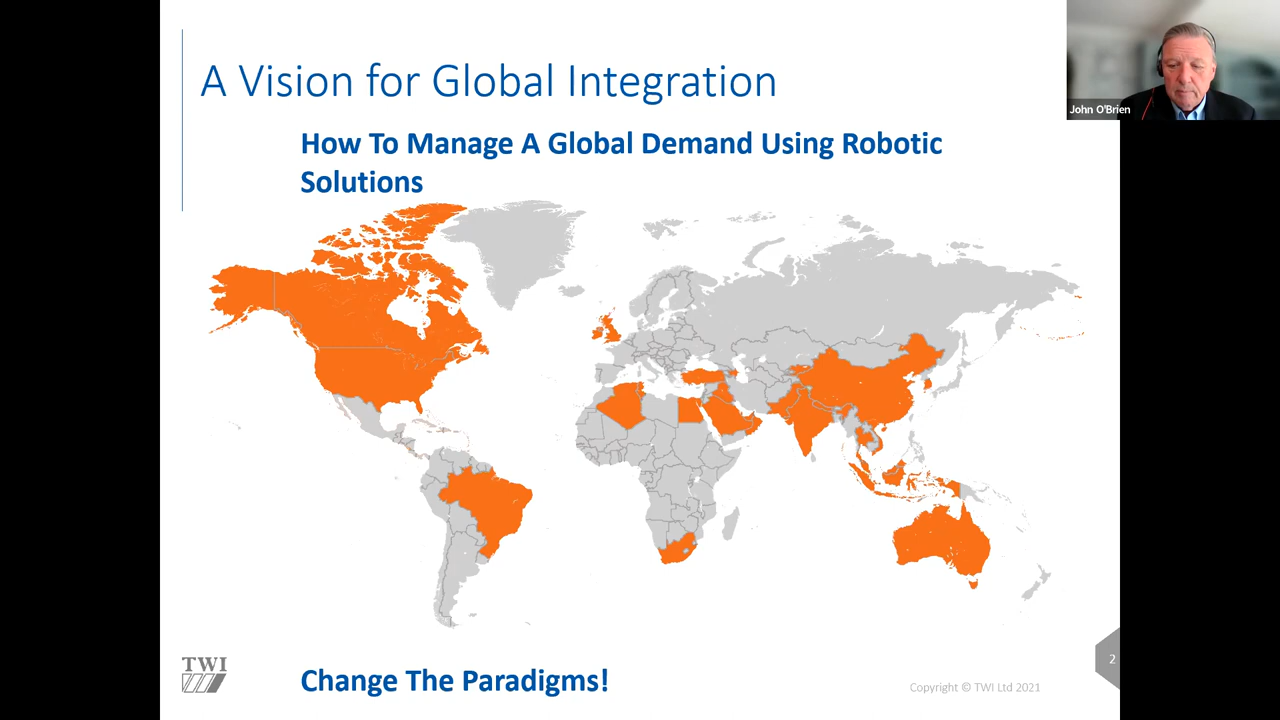 A Vision for Global Integration
How To Manage A Global Demand Using Robotic
Solutions
John O'Brien
Change The Paradigms!
TWI
Copyright © TWI Ltd 2021
2